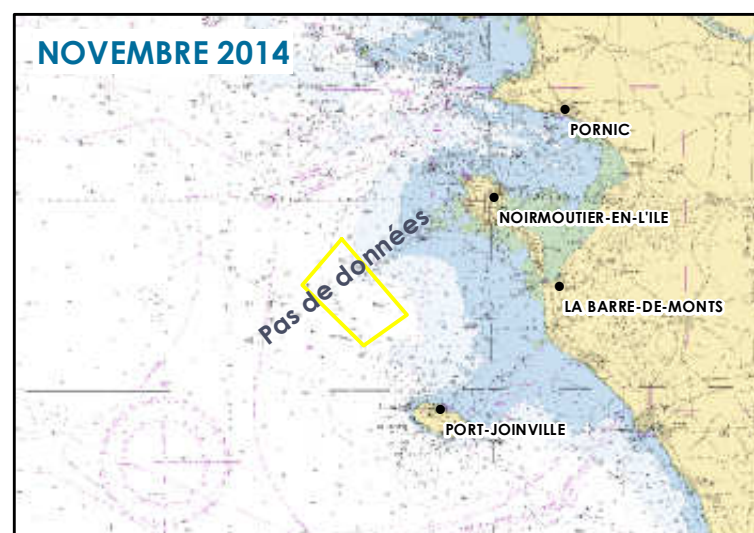 NOVEMBRE 2014
PORNIC
NOIRMOUTIER-EN-L'ILE
Pas de données
LA BARRE-DE-MONTS
PORT-JOINVILLE